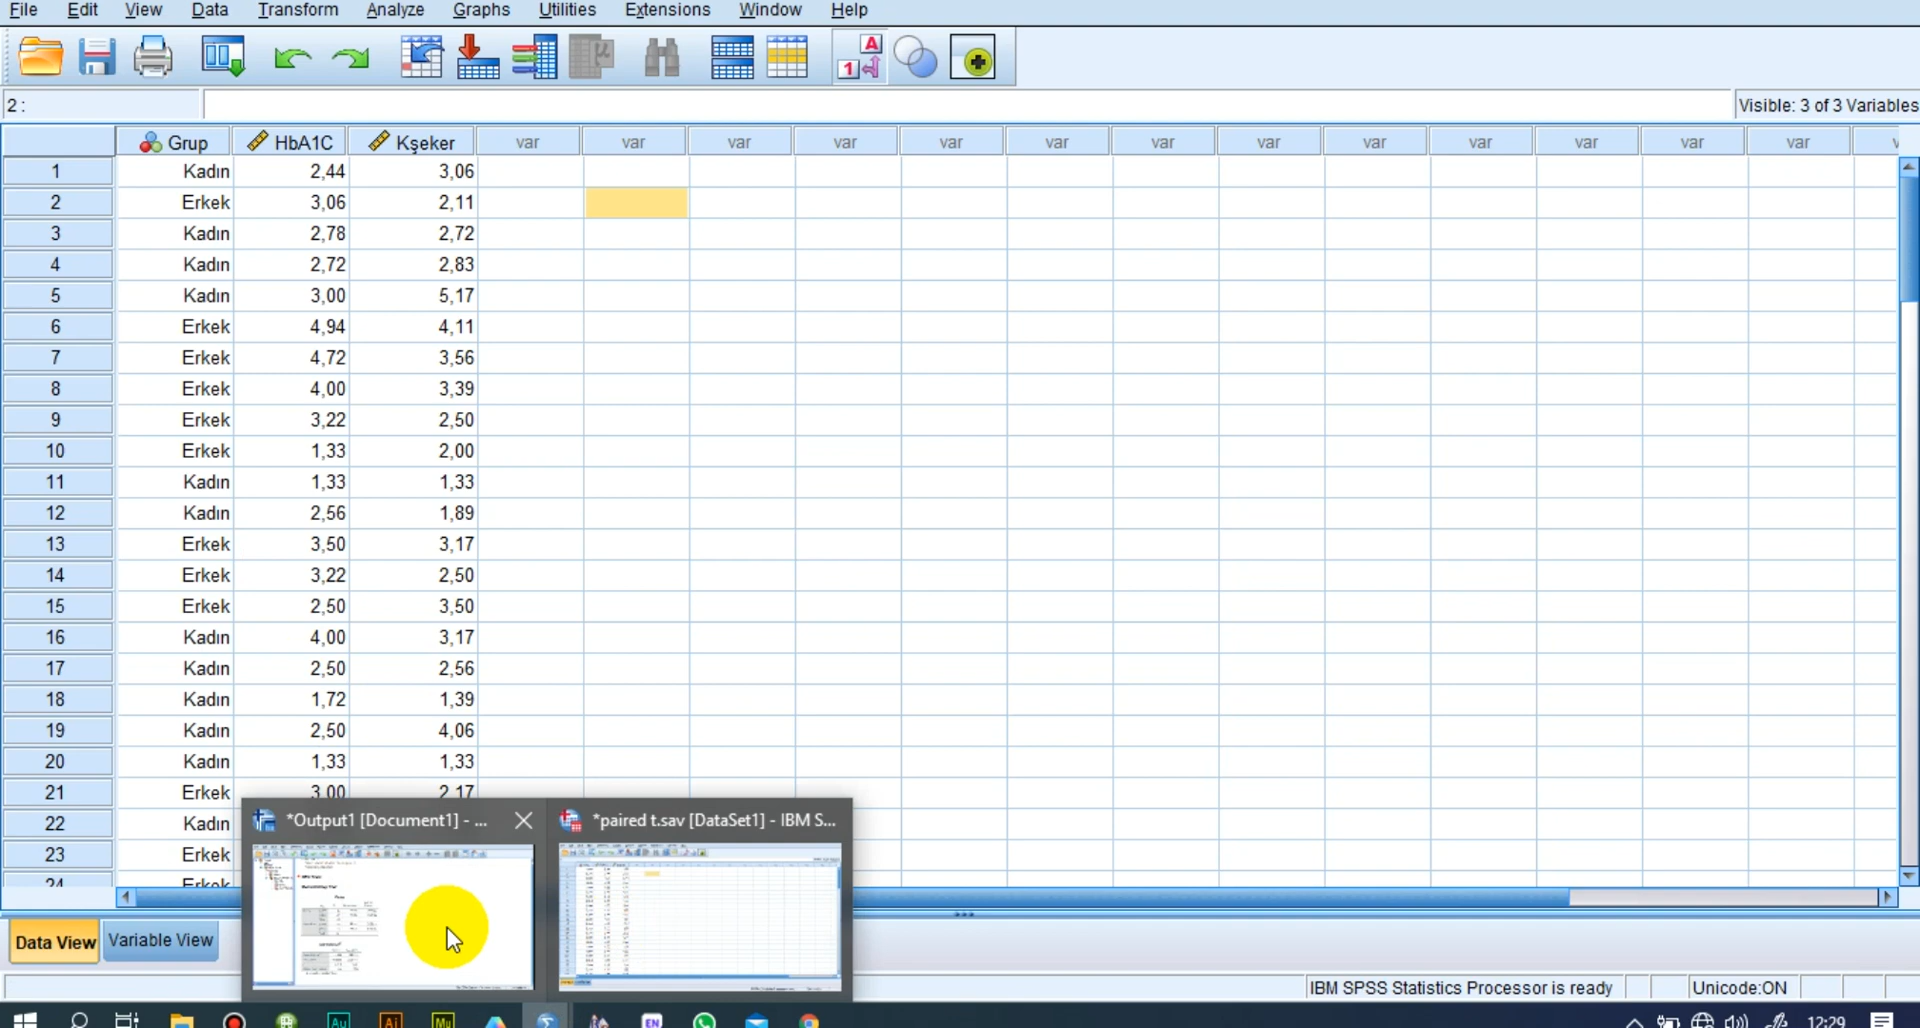 File Edit View Data Transform Analyze Graphs Utilities Extensions Window Help
2 :
Visible: 3 of 3 Variables
Grup HbA1C Kşeker var var var var var var var var var var var var var
1 Kadın 2,44 3,06
2 Erkek 3,06 2,11
3 Kadın 2,78 2,72
4 Kadın 2,72 2,83
5 Kadın 3,00 5,17
6 Erkek 4,94 4,11
7 Erkek 4,72 3,56
8 Erkek 4,00 3,39
9 Erkek 3,22 2,50
10 Erkek 1,33 2,00
11 Kadın 1,33 1,33
12 Kadın 2,56 1,89
13 Erkek 3,50 3,17
14 Erkek 3,22 2,50
15 Erkek 2,50 3,50
16 Kadın 4,00 3,17
17 Kadın 2,50 2,56
18 Kadın 1,72 1,39
19 Kadın 2,50 4,06
20 Kadın 1,33 1,33
21 Erkek 3,00 2,17
22 Kadın
23 Erkek
24 Erkek
*Output1 [Document1] - ...
*paired t.sav [DataSet1] - IBM S...
Data View Variable View
IBM SPSS Statistics Processor is ready
Unicode:ON
Au Ai Mu EN
12:29